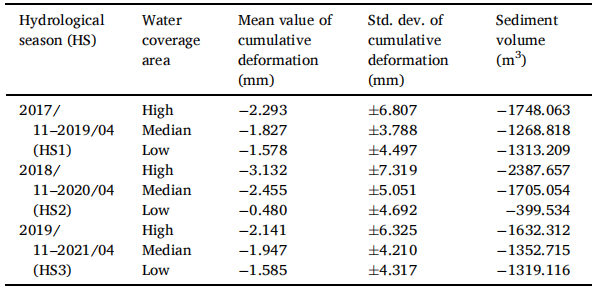 Hydrological season (HS) Water coverage area Mean value of cumulative deformation (mm) Std. dev. of cumulative deformation (mm) Sediment volume (m³)
2017/ High −2.293 ±6.807 −1748.063
11–2019/04 Median −1.827 ±3.788 −1268.818
(HS1) Low −1.578 ±4.497 −1313.209
2018/ High −3.132 ±7.319 −2387.657
11–2020/04 Median −2.455 ±5.051 −1705.054
(HS2) Low −0.480 ±4.692 −399.534
2019/ High −2.141 ±6.325 −1632.312
11–2021/04 Median −1.947 ±4.210 −1352.715
(HS3) Low −1.585 ±4.317 −1319.116